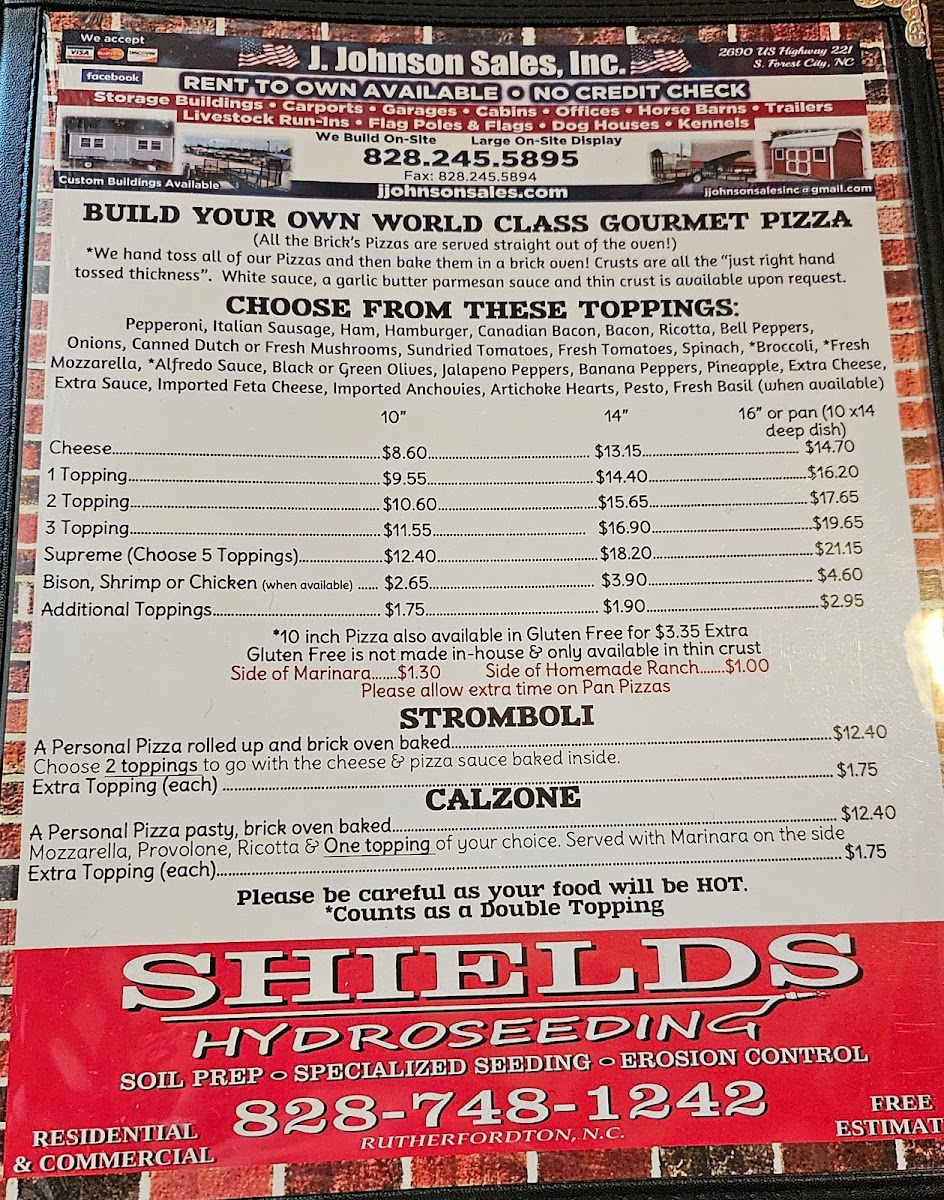 We accept
VISA MasterCard DISCOVER
J. Johnson Sales, Inc.
2690 US Highway 221
S. Forest City, NC
facebook
RENT TO OWN AVAILABLE • NO CREDIT CHECK
Storage Buildings • Carports • Garages • Cabins • Offices • Horse Barns • Trailers
Livestock Run-Ins • Flag Poles & Flags • Dog Houses • Kennels
We Build On-Site Large On-Site Display
828.245.5895
Fax: 828.245.5894
Custom Buildings Available
jjohnsonsales.com
jjohnsonsalesinc@gmail.com
BUILD YOUR OWN WORLD CLASS GOURMET PIZZA
(All the Brick's Pizzas are served straight out of the oven!)
*We hand toss all of our Pizzas and then bake them in a brick oven! Crusts are all the "just right hand
tossed thickness". White sauce, a garlic butter parmesan sauce and thin crust is available upon request.
CHOOSE FROM THESE TOPPINGS:
Pepperoni, Italian Sausage, Ham, Hamburger, Canadian Bacon, Bacon, Ricotta, Bell Peppers,
Onions, Canned Dutch or Fresh Mushrooms, Sundried Tomatoes, Fresh Tomatoes, Spinach, *Broccoli, *Fresh
Mozzarella, *Alfredo Sauce, Black or Green Olives, Jalapeno Peppers, Banana Peppers, Pineapple, Extra Cheese,
Extra Sauce, Imported Feta Cheese, Imported Anchovies, Artichoke Hearts, Pesto, Fresh Basil (when available)
10" 14" 16" or pan (10 x14
deep dish)
Cheese...$8.60...$13.15...$14.70
1 Topping...$9.55...$14.40...$16.20
2 Topping...$10.60...$15.65...$17.65
3 Topping...$11.55...$16.90...$19.65
Supreme (Choose 5 Toppings)...$12.40...$18.20...$21.15
Bison, Shrimp or Chicken (when available) ...... $2.65...$3.90...$4.60
Additional Toppings...$1.75...$1.90...$2.95
*10 inch Pizza also available in Gluten Free for $3.35 Extra
Gluten Free is not made in-house & only available in thin crust
Side of Marinara.......$1.30 Side of Homemade Ranch.......$1.00
Please allow extra time on Pan Pizzas
STROMBOLI
A Personal Pizza rolled up and brick oven baked...$12.40
Choose 2 toppings to go with the cheese & pizza sauce baked inside.
Extra Topping (each) ...$1.75
CALZONE
A Personal Pizza pasty, brick oven baked...$12.40
Mozzarella, Provolone, Ricotta & One topping of your choice. Served with Marinara on the side
Extra Topping (each)...$1.75
Please be careful as your food will be HOT.
*Counts as a Double Topping
SHIELDS
HYDROSEEDING
SOIL PREP • SPECIALIZED SEEDING • EROSION CONTROL
828-748-1242
RUTHERFORDTON, N.C.
RESIDENTIAL
& COMMERCIAL
FREE
ESTIMAT